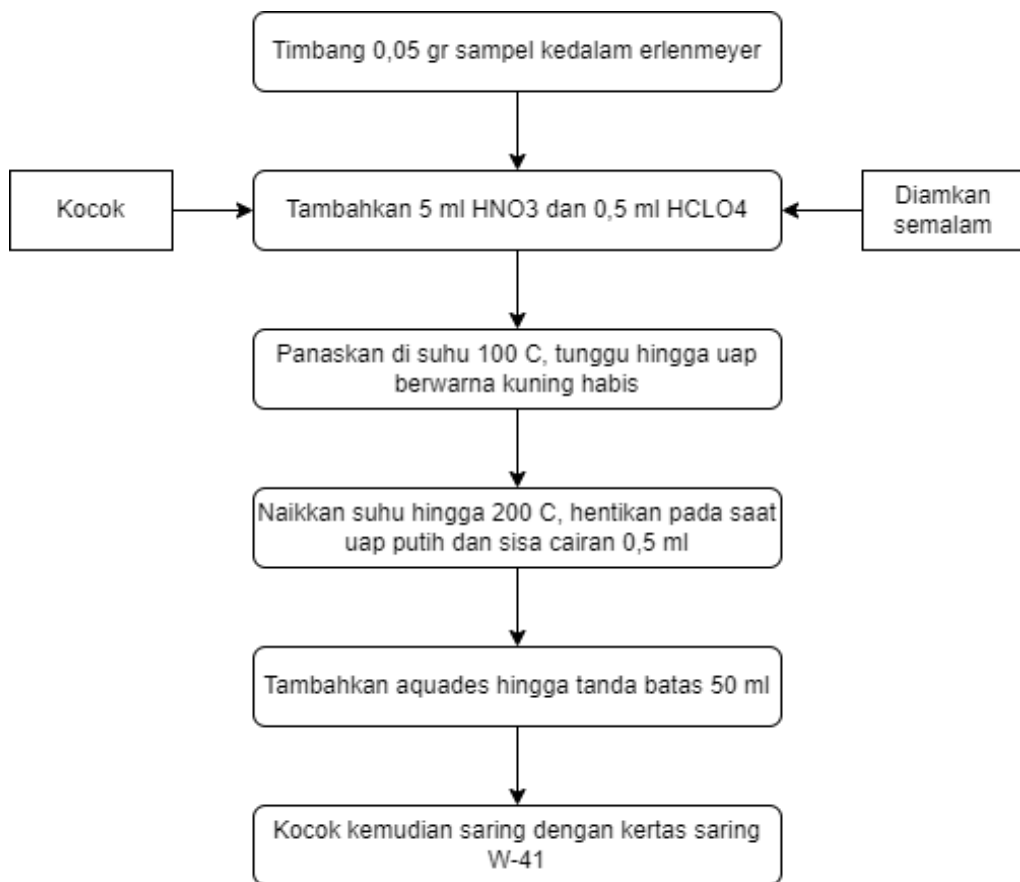 Timbang 0,05 gr sampel kedalam erlenmeyer
Kocok
Tambahkan 5 ml HNO3 dan 0,5 ml HCLO4
Diamkan
semalam
Panaskan di suhu 100 C, tunggu hingga uap
berwarna kuning habis
Naikkan suhu hingga 200 C, hentikan pada saat
uap putih dan sisa cairan 0,5 ml
Tambahkan aquades hingga tanda batas 50 ml
Kocok kemudian saring dengan kertas saring
W-41